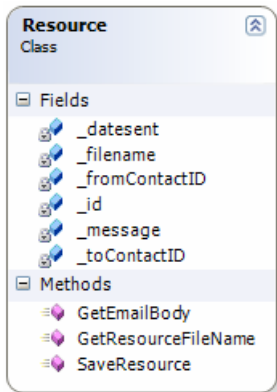 Resource
Class
Fields
_datesent
_filename
_fromContactID
_id
_message
_toContactID
Methods
GetEmailBody
GetResourceFileName
SaveResource